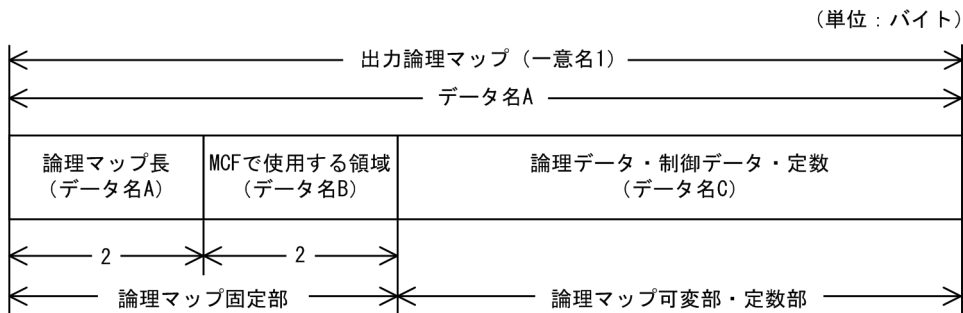 (単位:バイト)
出力論理マップ(一意名1)
データ名A
論理マップ長
(データ名A)
MCFで使用する領域
(データ名B)
論理データ・制御データ・定数
(データ名C)
2
2
論理マップ固定部
論理マップ可変部・定数部